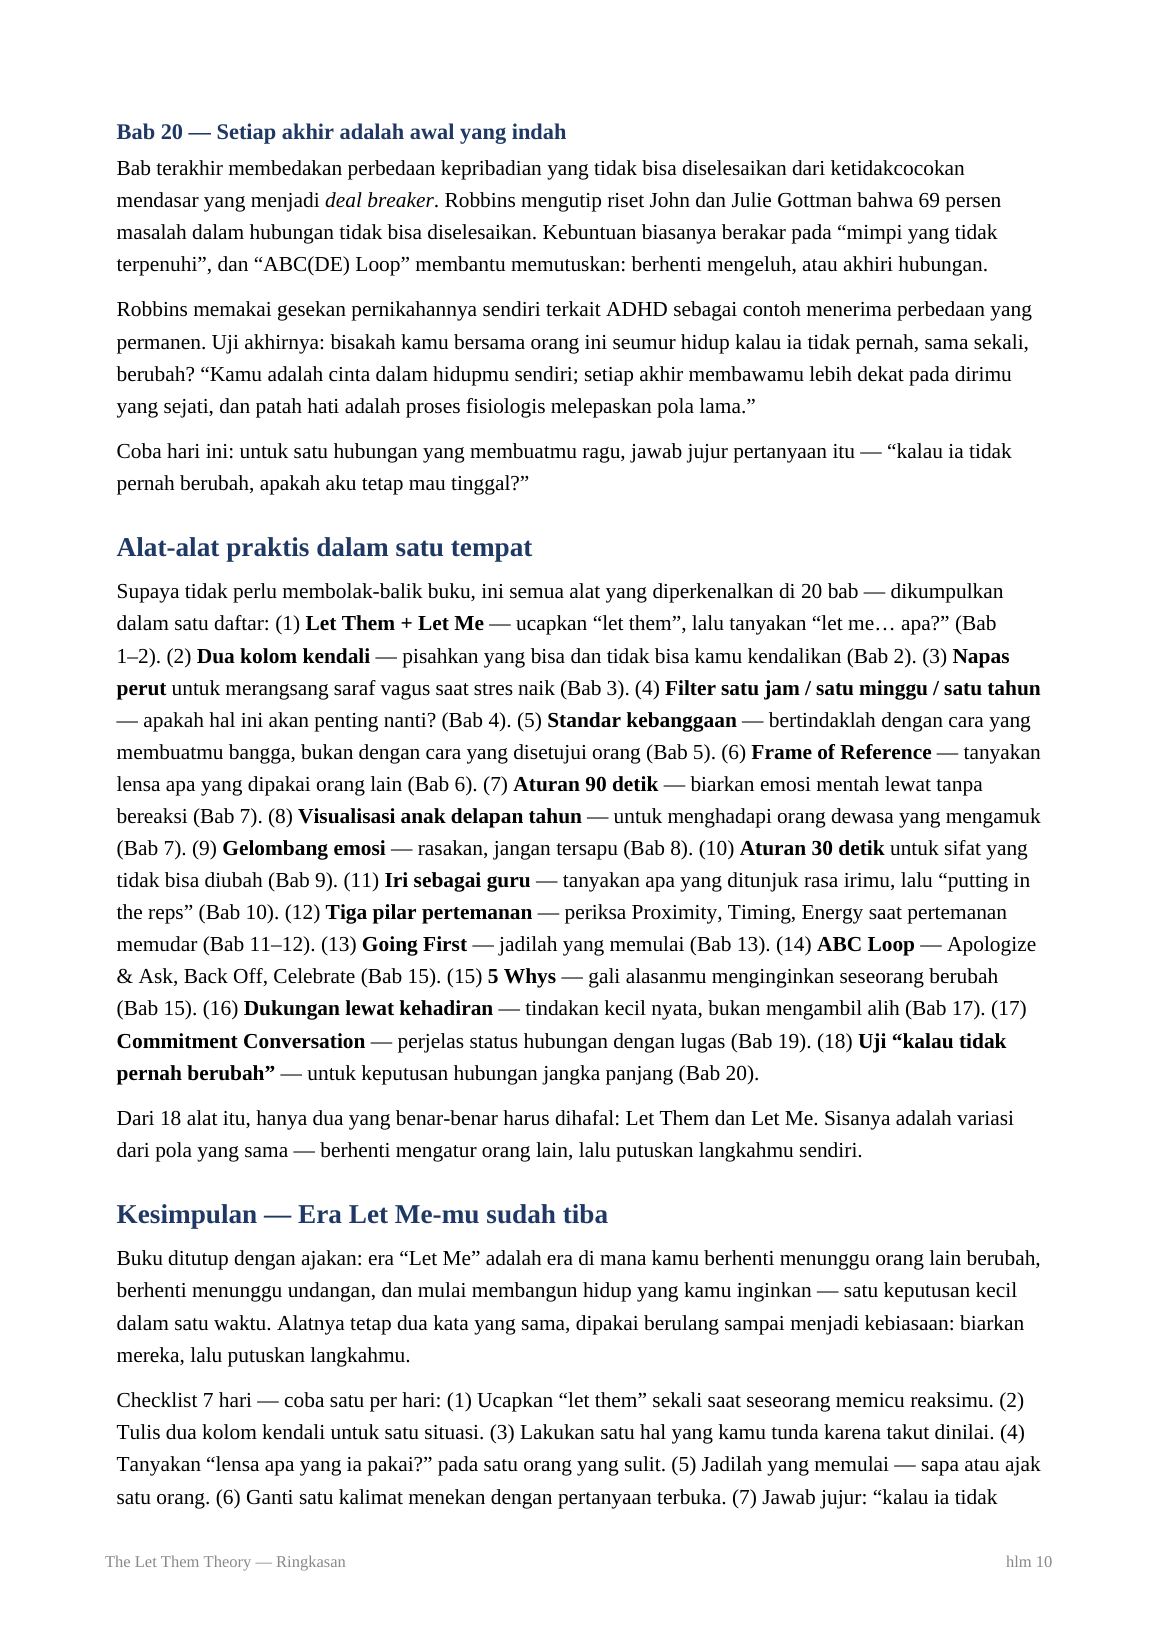 Bab 20 — Setiap akhir adalah awal yang indah
Bab terakhir membedakan perbedaan kepribadian yang tidak bisa diselesaikan dari ketidakcocokan
mendasar yang menjadi deal breaker. Robbins mengutip riset John dan Julie Gottman bahwa 69 persen
masalah dalam hubungan tidak bisa diselesaikan. Kebuntuan biasanya berakar pada “mimpi yang tidak
terpenuhi”, dan “ABC(DE) Loop” membantu memutuskan: berhenti mengeluh, atau akhiri hubungan.
Robbins memakai gesekan pernikahannya sendiri terkait ADHD sebagai contoh menerima perbedaan yang
permanen. Uji akhirnya: bisakah kamu bersama orang ini seumur hidup kalau ia tidak pernah, sama sekali,
berubah? “Kamu adalah cinta dalam hidupmu sendiri; setiap akhir membawamu lebih dekat pada dirimu
yang sejati, dan patah hati adalah proses fisiologis melepaskan pola lama.”
Coba hari ini: untuk satu hubungan yang membuatmu ragu, jawab jujur pertanyaan itu — “kalau ia tidak
pernah berubah, apakah aku tetap mau tinggal?”
Alat-alat praktis dalam satu tempat
Supaya tidak perlu membolak-balik buku, ini semua alat yang diperkenalkan di 20 bab — dikumpulkan
dalam satu daftar: (1) Let Them + Let Me — ucapkan “let them”, lalu tanyakan “let me… apa?” (Bab
1–2). (2) Dua kolom kendali — pisahkan yang bisa dan tidak bisa kamu kendalikan (Bab 2). (3) Napas
perut untuk merangsang saraf vagus saat stres naik (Bab 3). (4) Filter satu jam / satu minggu / satu tahun
— apakah hal ini akan penting nanti? (Bab 4). (5) Standar kebanggaan — bertindaklah dengan cara yang
membuatmu bangga, bukan dengan cara yang disetujui orang (Bab 5). (6) Frame of Reference — tanyakan
lensa apa yang dipakai orang lain (Bab 6). (7) Aturan 90 detik — biarkan emosi mentah lewat tanpa
bereaksi (Bab 7). (8) Visualisasi anak delapan tahun — untuk menghadapi orang dewasa yang mengamuk
(Bab 7). (9) Gelombang emosi — rasakan, jangan tersapu (Bab 8). (10) Aturan 30 detik untuk sifat yang
tidak bisa diubah (Bab 9). (11) Iri sebagai guru — tanyakan apa yang ditunjuk rasa irimu, lalu “putting in
the reps” (Bab 10). (12) Tiga pilar pertemanan — periksa Proximity, Timing, Energy saat pertemanan
memudar (Bab 11–12). (13) Going First — jadilah yang memulai (Bab 13). (14) ABC Loop — Apologize
& Ask, Back Off, Celebrate (Bab 15). (15) 5 Whys — gali alasanmu menginginkan seseorang berubah
(Bab 15). (16) Dukungan lewat kehadiran — tindakan kecil nyata, bukan mengambil alih (Bab 17). (17)
Commitment Conversation — perjelas status hubungan dengan lugas (Bab 19). (18) Uji “kalau tidak
pernah berubah” — untuk keputusan hubungan jangka panjang (Bab 20).
Dari 18 alat itu, hanya dua yang benar-benar harus dihafal: Let Them dan Let Me. Sisanya adalah variasi
dari pola yang sama — berhenti mengatur orang lain, lalu putuskan langkahmu sendiri.
Kesimpulan — Era Let Me-mu sudah tiba
Buku ditutup dengan ajakan: era “Let Me” adalah era di mana kamu berhenti menunggu orang lain berubah,
berhenti menunggu undangan, dan mulai membangun hidup yang kamu inginkan — satu keputusan kecil
dalam satu waktu. Alatnya tetap dua kata yang sama, dipakai berulang sampai menjadi kebiasaan: biarkan
mereka, lalu putuskan langkahmu.
Checklist 7 hari — coba satu per hari: (1) Ucapkan “let them” sekali saat seseorang memicu reaksimu. (2)
Tulis dua kolom kendali untuk satu situasi. (3) Lakukan satu hal yang kamu tunda karena takut dinilai. (4)
Tanyakan “lensa apa yang ia pakai?” pada satu orang yang sulit. (5) Jadilah yang memulai — sapa atau ajak
satu orang. (6) Ganti satu kalimat menekan dengan pertanyaan terbuka. (7) Jawab jujur: “kalau ia tidak
The Let Them Theory — Ringkasan
hlm 10